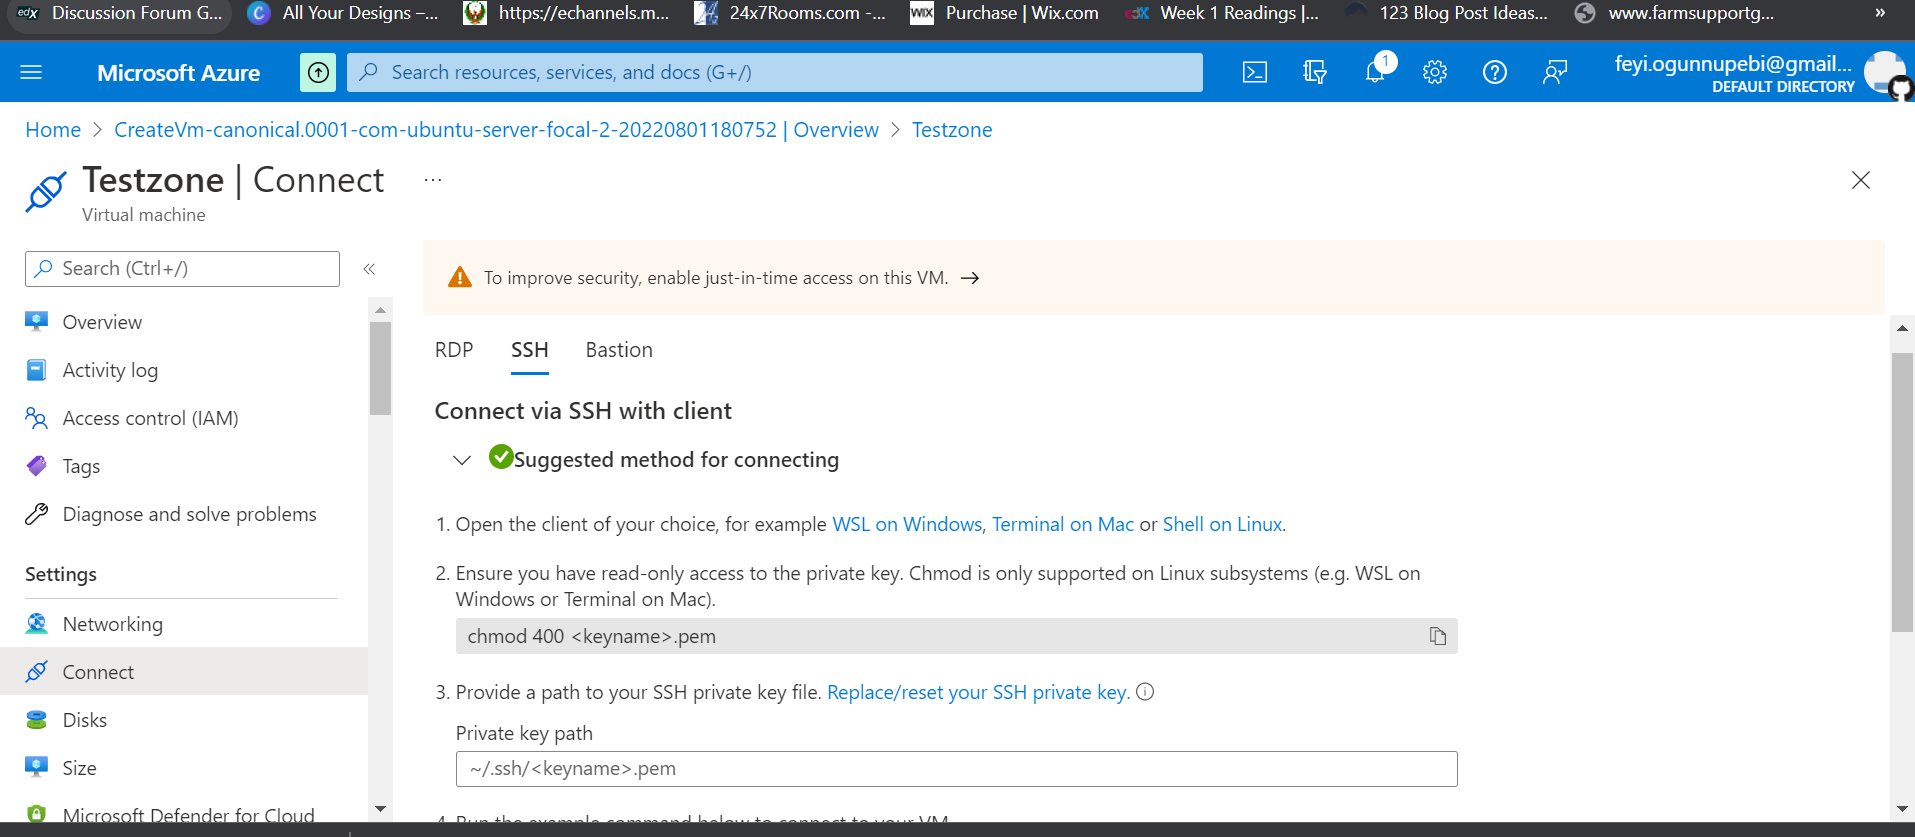 edX Discussion Forum G... C All Your Designs –... https://echannels.m... 24x7Rooms.com -... WiX Purchase | Wix.com edX Week 1 Readings |... 123 Blog Post Ideas... www.farmsupportg... »
Microsoft Azure Search resources, services, and docs (G+/) 1 feyi.ogunnupebi@gmail...
DEFAULT DIRECTORY
Home > CreateVm-canonical.0001-com-ubuntu-server-focal-2-20220801180752 | Overview > Testzone
Testzone | Connect ...
Virtual machine
Search (Ctrl+/) «
Overview
Activity log
Access control (IAM)
Tags
Diagnose and solve problems
Settings
Networking
Connect
Disks
Size
Microsoft Defender for Cloud
To improve security, enable just-in-time access on this VM. →
RDP SSH Bastion
Connect via SSH with client
Suggested method for connecting
1. Open the client of your choice, for example WSL on Windows, Terminal on Mac or Shell on Linux.
2. Ensure you have read-only access to the private key. Chmod is only supported on Linux subsystems (e.g. WSL on
Windows or Terminal on Mac).
chmod 400 <keyname>.pem
3. Provide a path to your SSH private key file. Replace/reset your SSH private key.
Private key path
~/.ssh/<keyname>.pem
4. Run the example command below to connect to your VM.